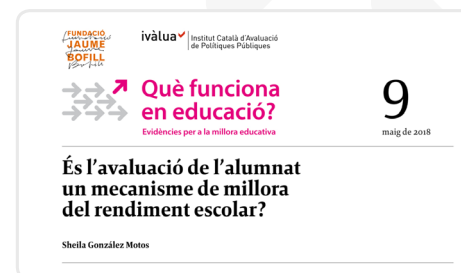 FUNDACIÓ
JAUME
BOFILL
ivàlua
Institut Català d'Avaluació
de Polítiques Públiques
Què funciona
en educació?
Evidències per a la millora educativa
9
maig de 2018
És l'avaluació de l'alumnat
un mecanisme de millora
del rendiment escolar?
Sheila González Motos